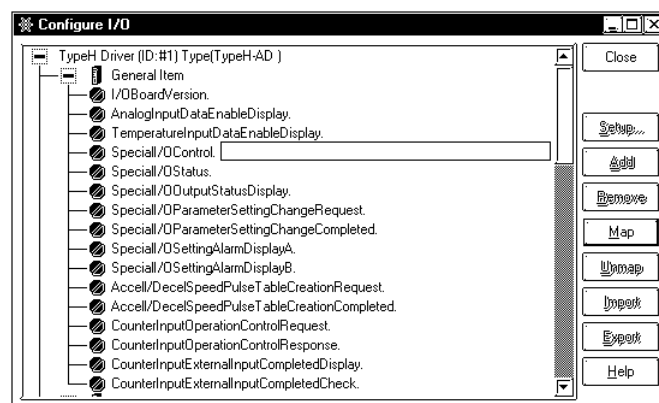 Configure I/O
TypeH Driver (ID:#1) Type(TypeH-AD )
General Item
I/OBoardVersion.
AnalogInputDataEnableDisplay.
TemperatureInputDataEnableDisplay.
SpecialI/OControl.
SpecialI/OStatus.
SpecialI/OOutputStatusDisplay.
SpecialI/OParameterSettingChangeRequest.
SpecialI/OParameterSettingChangeCompleted.
SpecialI/OSettingAlarmDisplayA.
SpecialI/OSettingAlarmDisplayB.
Accell/DecelSpeedPulseTableCreationRequest.
Accell/DecelSpeedPulseTableCreationCompleted.
CounterInputOperationControlRequest.
CounterInputOperationControlResponse.
CounterInputExternalInputCompletedDisplay.
CounterInputExternalInputCompletedCheck.
Close
Setup...
Add
Remove
Map
Unmap
Import
Export
Help